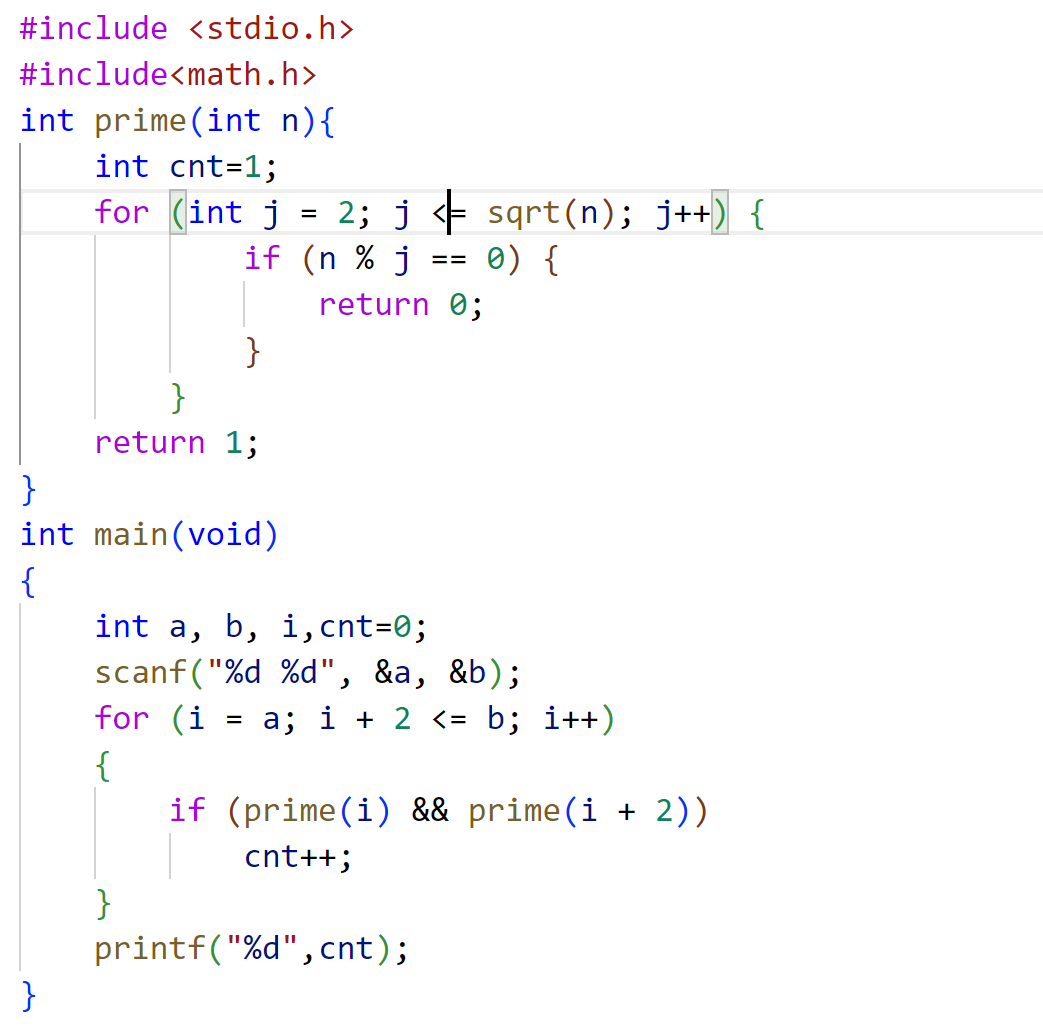 #include <stdio.h>
#include<math.h>
int prime(int n){
    int cnt=1;
    for (int j = 2; j <= sqrt(n); j++) {
            if (n % j == 0) {
                return 0;
            }
        }
    return 1;
}
int main(void)
{
    int a, b, i,cnt=0;
    scanf("%d %d", &a, &b);
    for (i = a; i + 2 <= b; i++)
    {
        if (prime(i) && prime(i + 2))
            cnt++;
    }
    printf("%d",cnt);
}